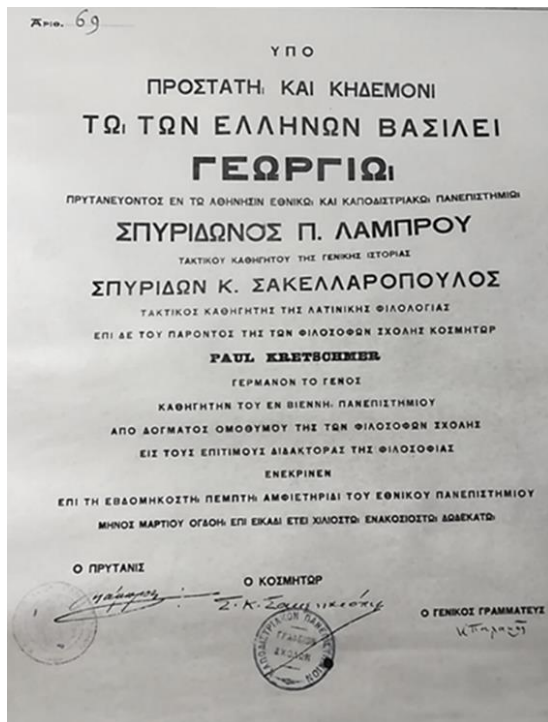 Αριθ. 69
ΥΠΟ
ΠΡΟΣΤΑΤΗι ΚΑΙ ΚΗΔΕΜΟΝΙ
ΤΩι ΤΩΝ ΕΛΛΗΝΩΝ ΒΑΣΙΛΕΙ
ΓΕΩΡΓΙΩι
ΠΡΥΤΑΝΕΥΟΝΤΟΣ ΕΝ ΤΩ ΑΘΗΝΗΣΙΝ ΕΘΝΙΚΩι ΚΑΙ ΚΑΠΟΔΙΣΤΡΙΑΚΩι ΠΑΝΕΠΙΣΤΗΜΙΩι
ΣΠΥΡΙΔΩΝΟΣ Π. ΛΑΜΠΡΟΥ
ΤΑΚΤΙΚΟΥ ΚΑΘΗΓΗΤΟΥ ΤΗΣ ΓΕΝΙΚΗΣ ΙΣΤΟΡΙΑΣ
ΣΠΥΡΙΔΩΝ Κ. ΣΑΚΕΛΛΑΡΟΠΟΥΛΟΣ
ΤΑΚΤΙΚΟΣ ΚΑΘΗΓΗΤΗΣ ΤΗΣ ΛΑΤΙΝΙΚΗΣ ΦΙΛΟΛΟΓΙΑΣ
ΕΠΙ ΔΕ ΤΟΥ ΠΑΡΟΝΤΟΣ ΤΗΣ ΤΩΝ ΦΙΛΟΣΟΦΩΝ ΣΧΟΛΗΣ ΚΟΣΜΗΤΩΡ
PAUL KRETSCHMER
ΓΕΡΜΑΝΟΝ ΤΟ ΓΕΝΟΣ
ΚΑΘΗΓΗΤΗΝ ΤΟΥ ΕΝ ΒΙΕΝΝΗι ΠΑΝΕΠΙΣΤΗΜΙΟΥ
ΑΠΟ ΔΟΓΜΑΤΟΣ ΟΜΟΘΥΜΟΥ ΤΗΣ ΤΩΝ ΦΙΛΟΣΟΦΩΝ ΣΧΟΛΗΣ
ΕΙΣ ΤΟΥΣ ΕΠΙΤΙΜΟΥΣ ΔΙΔΑΚΤΟΡΑΣ ΤΗΣ ΦΙΛΟΣΟΦΙΑΣ
ΕΝΕΚΡΙΝΕΝ
ΕΠΙ ΤΗ ΕΒΔΟΜΗΚΟΣΤΗι ΠΕΜΠΤΗι ΑΜΦΙΕΤΗΡΙΔΙ ΤΟΥ ΕΘΝΙΚΟΥ ΠΑΝΕΠΙΣΤΗΜΙΟΥ
ΜΗΝΟΣ ΜΑΡΤΙΟΥ ΟΓΔΟΗι ΕΠΙ ΕΙΚΑΔΙ ΕΤΕΙ ΧΙΛΙΟΣΤΩι ΕΝΑΚΟΣΙΟΣΤΩι ΔΩΔΕΚΑΤΩι
Ο ΠΡΥΤΑΝΙΣ
Ο ΚΟΣΜΗΤΩΡ
Ο ΓΕΝΙΚΟΣ ΓΡΑΜΜΑΤΕΥΣ